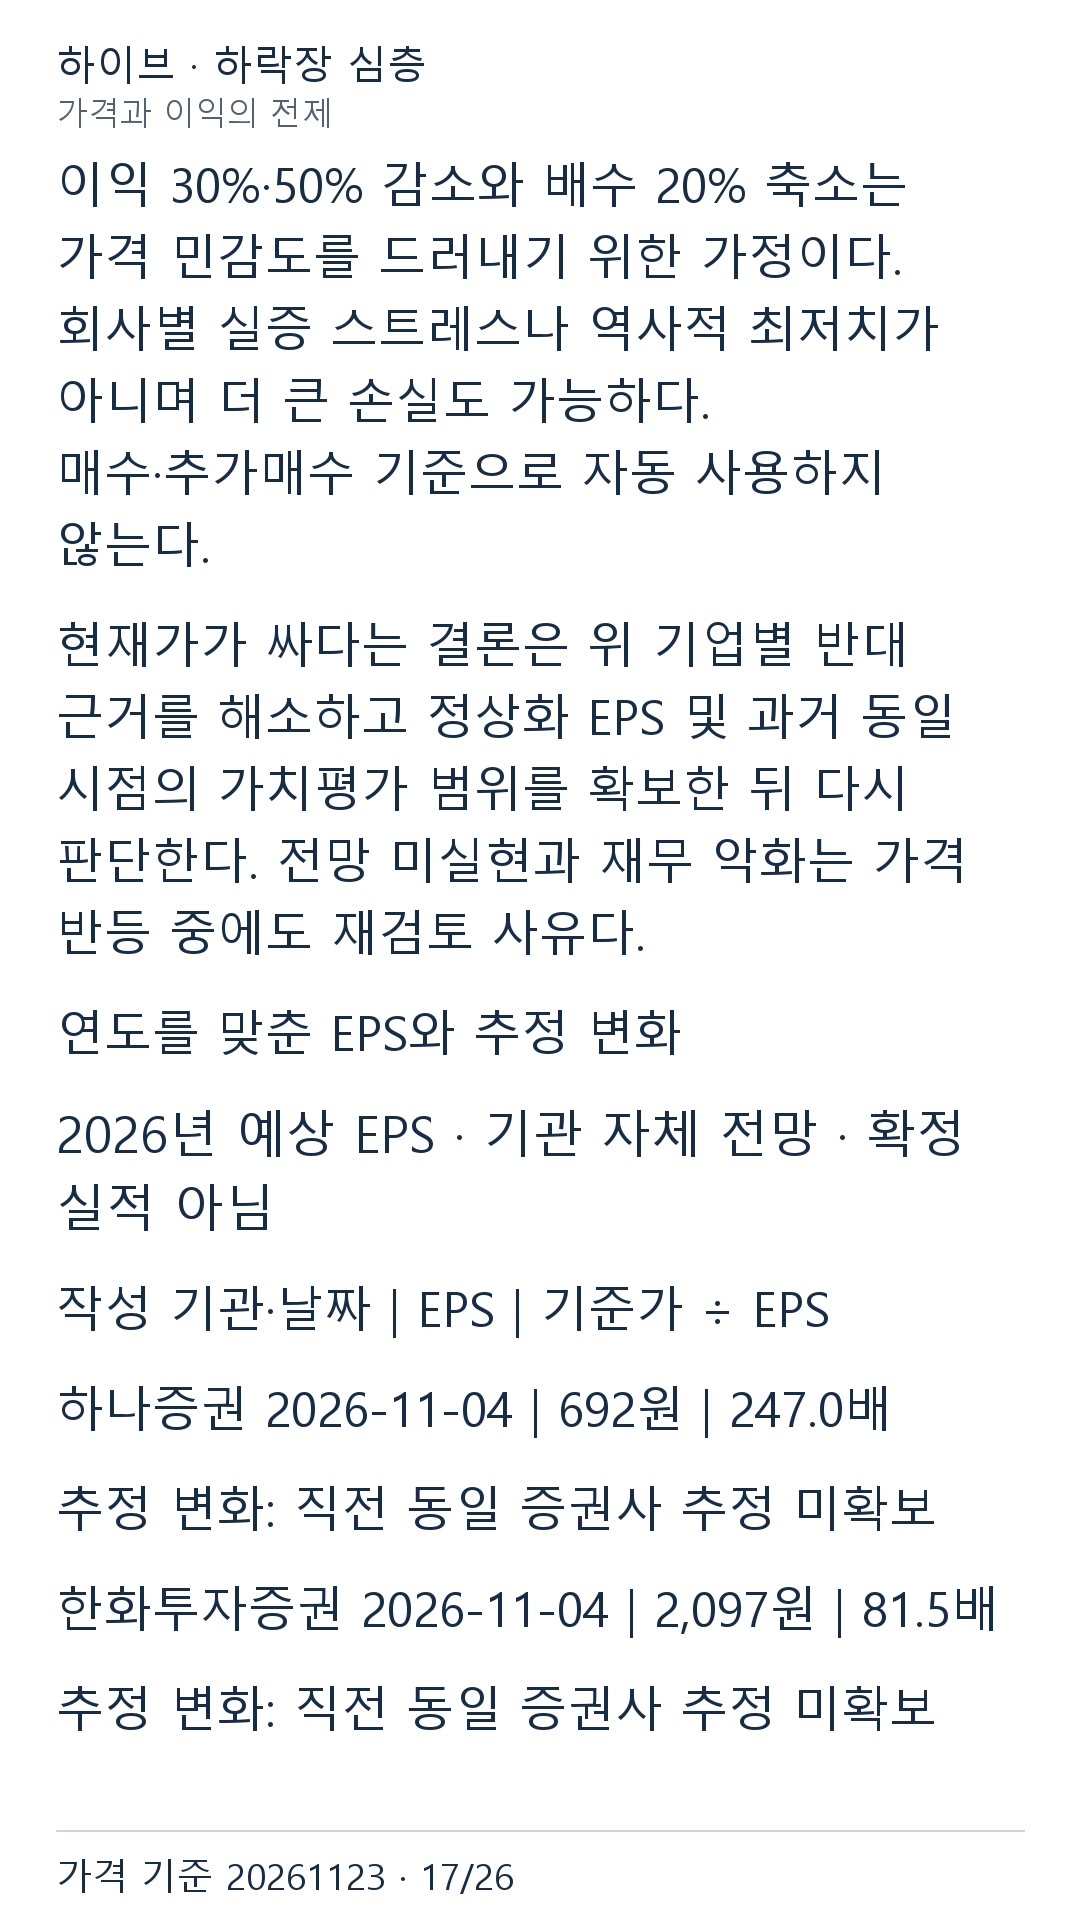 하이브 · 하락장 심층
가격과 이익의 전제
이익 30%·50% 감소와 배수 20% 축소는
가격 민감도를 드러내기 위한 가정이다.
회사별 실증 스트레스나 역사적 최저치가
아니며 더 큰 손실도 가능하다.
매수·추가매수 기준으로 자동 사용하지
않는다.
현재가가 싸다는 결론은 위 기업별 반대
근거를 해소하고 정상화 EPS 및 과거 동일
시점의 가치평가 범위를 확보한 뒤 다시
판단한다. 전망 미실현과 재무 악화는 가격
반등 중에도 재검토 사유다.
연도를 맞춘 EPS와 추정 변화
2026년 예상 EPS · 기관 자체 전망 · 확정
실적 아님
작성 기관·날짜 | EPS | 기준가 ÷ EPS
하나증권 2026-11-04 | 692원 | 247.0배
추정 변화: 직전 동일 증권사 추정 미확보
한화투자증권 2026-11-04 | 2,097원 | 81.5배
추정 변화: 직전 동일 증권사 추정 미확보
가격 기준 20261123 · 17/26